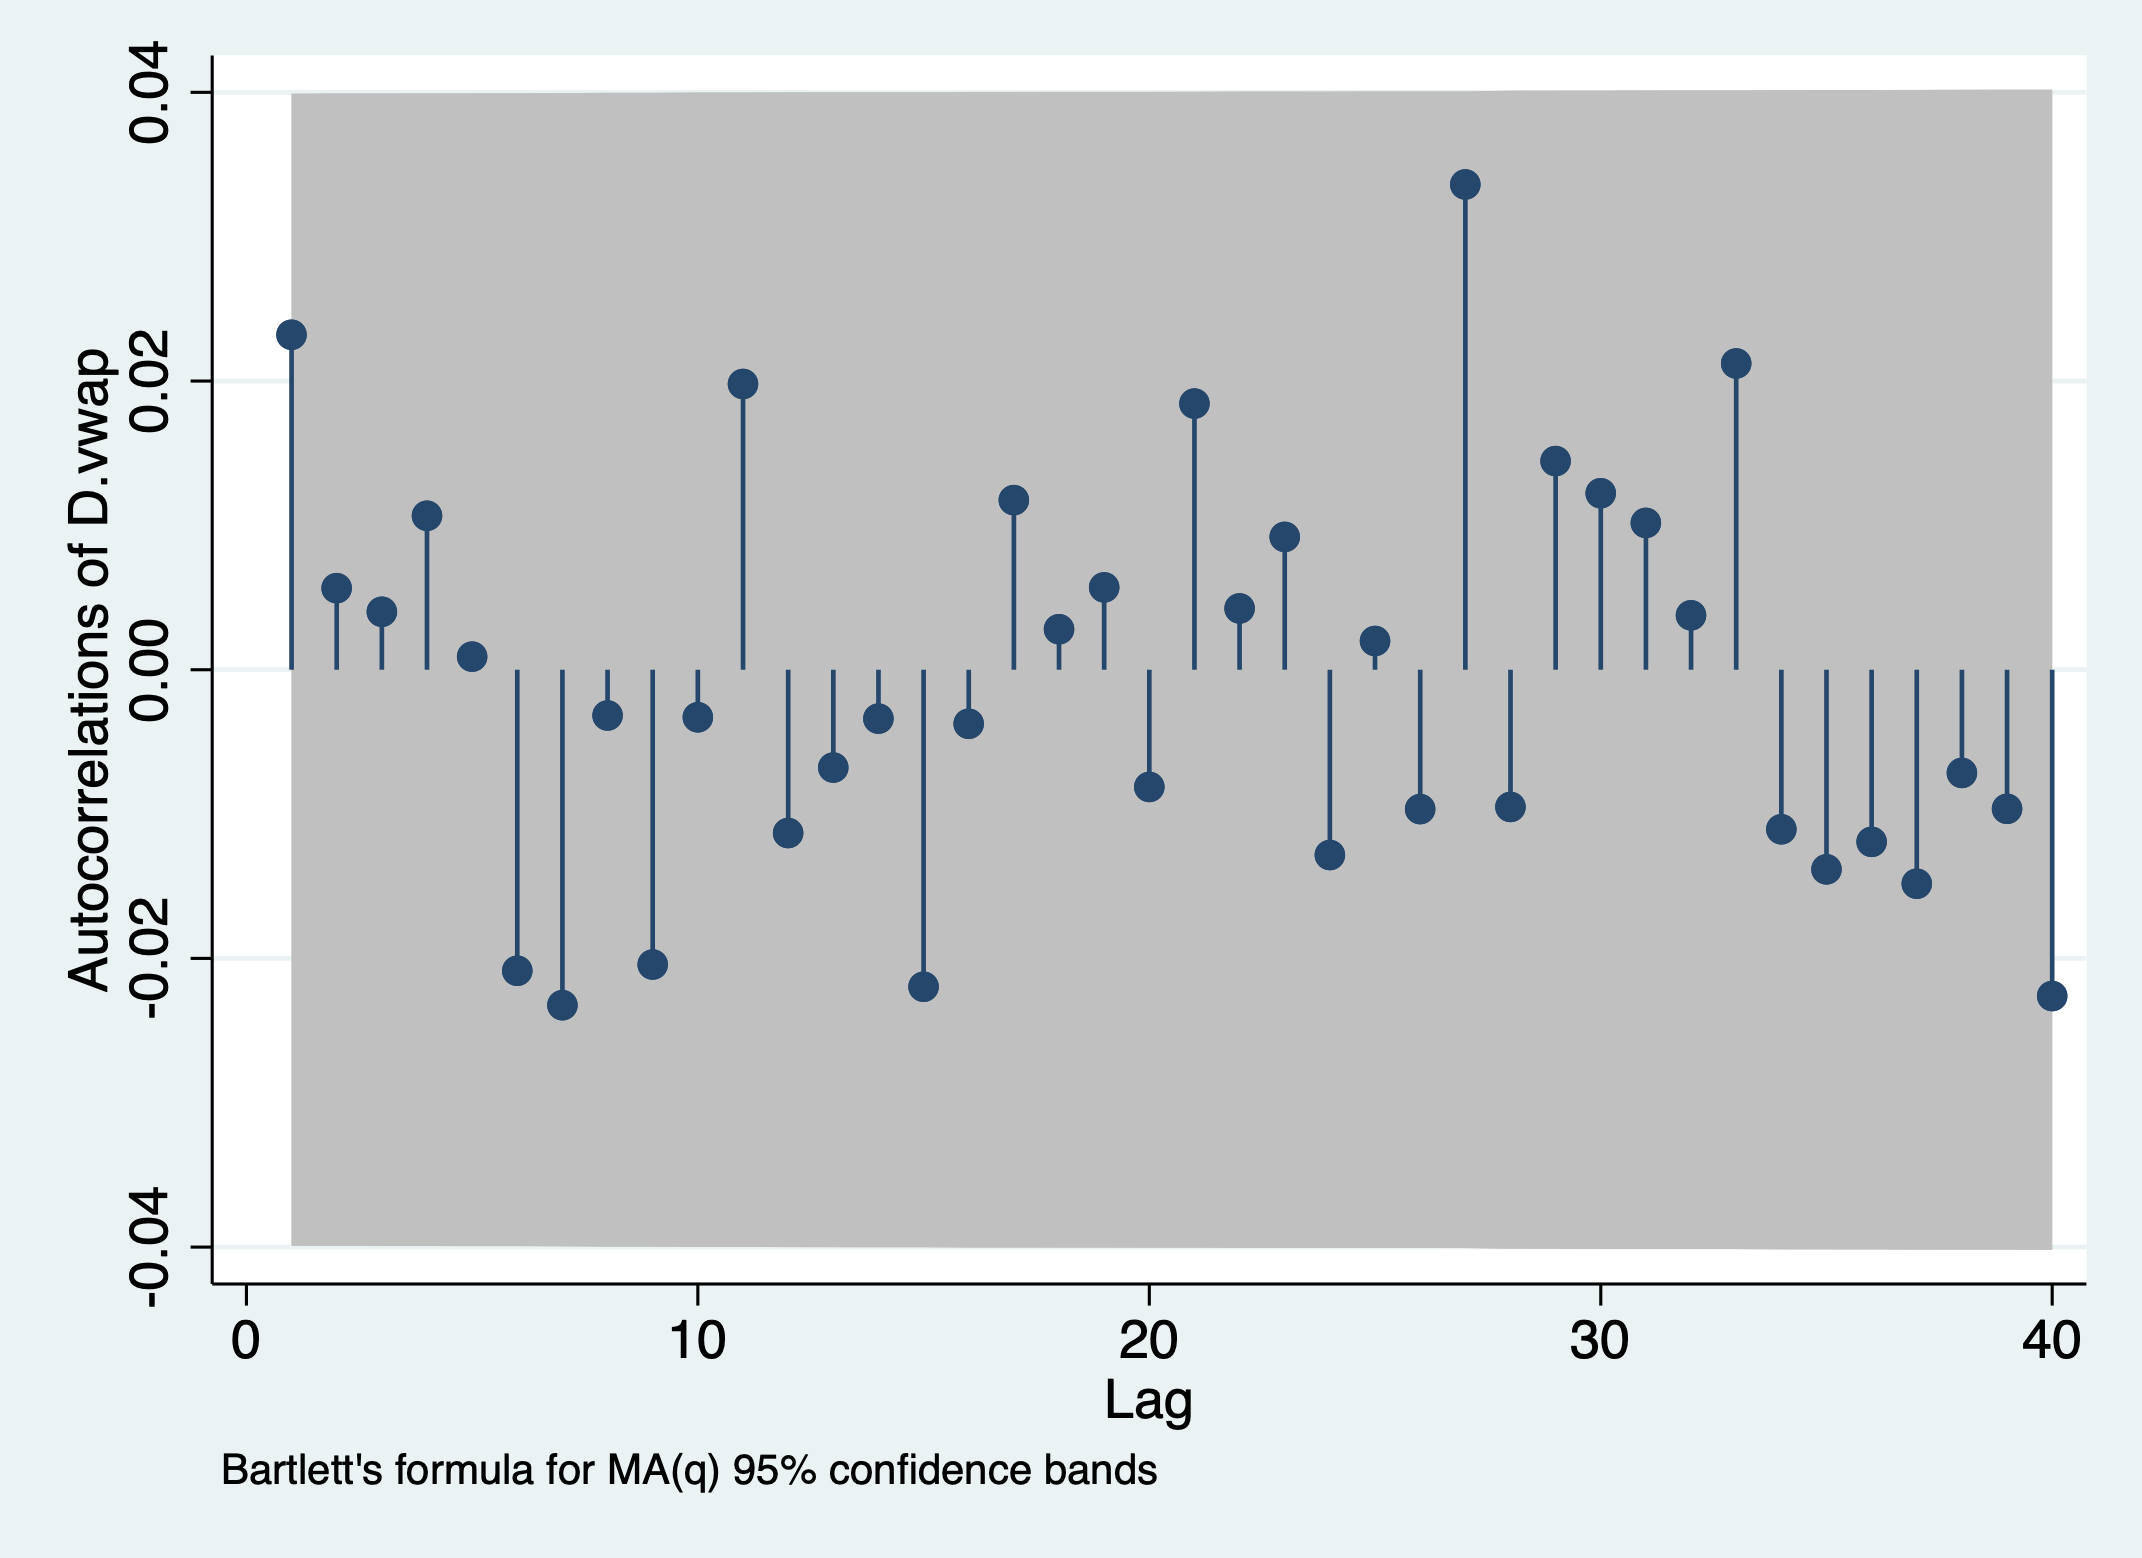 Autocorrelations of D.vwap
0.04
0.02
0.00
-0.02
-0.04
0 10 20 30 40
Lag
Bartlett's formula for MA(q) 95% confidence bands